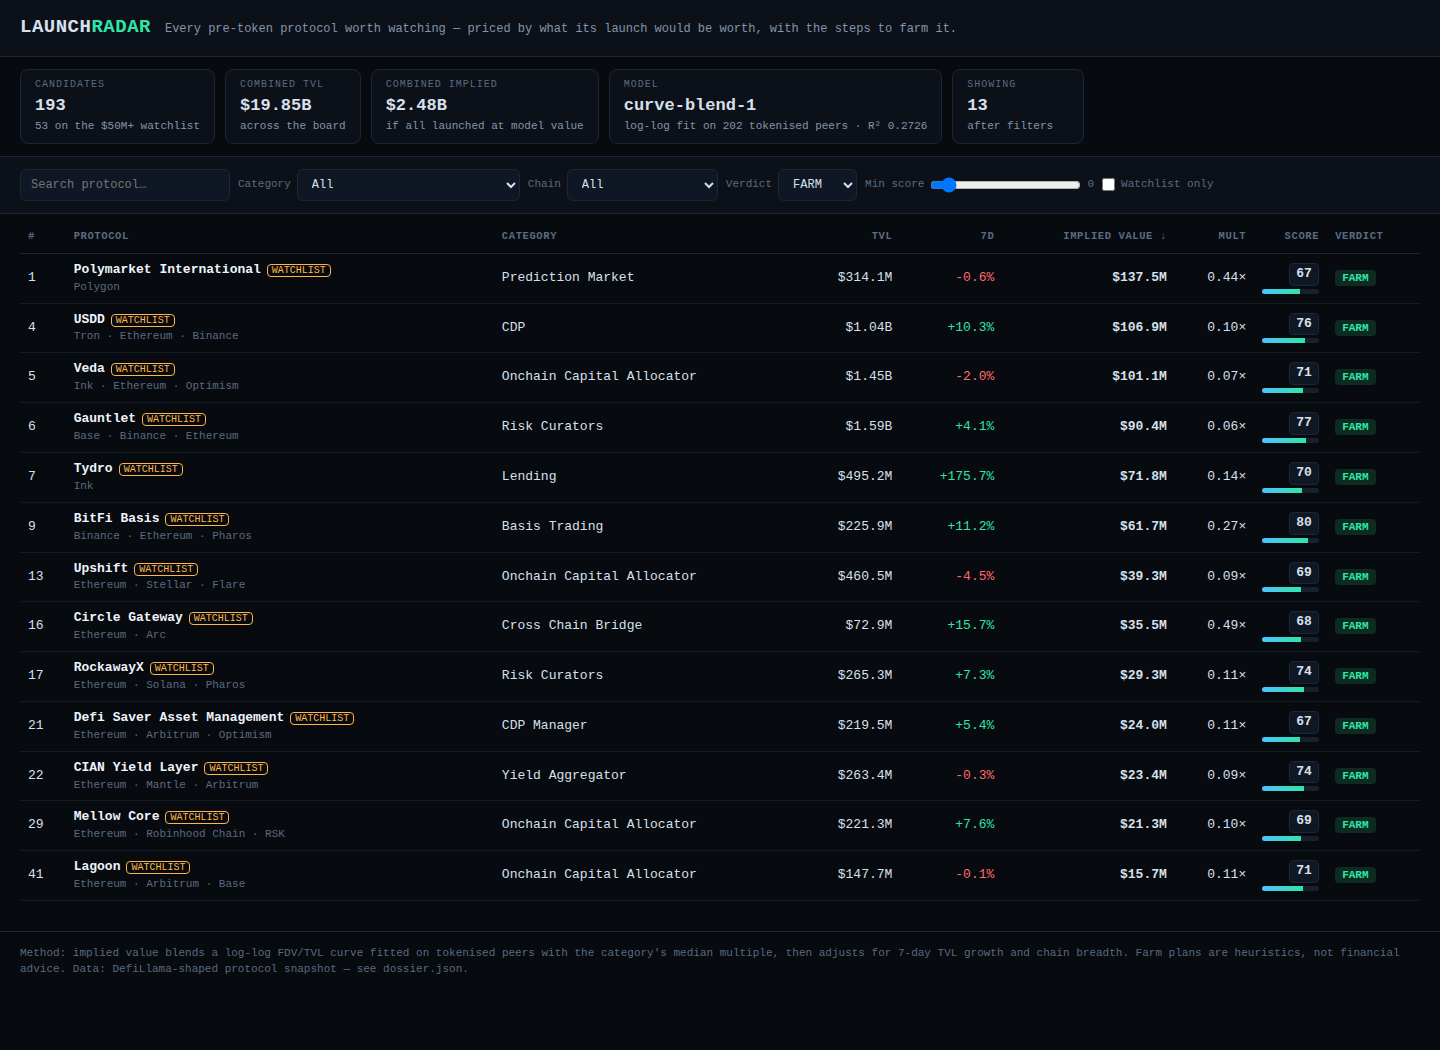 LAUNCHRADAR Every pre-token protocol worth watching — priced by what its launch would be worth, with the steps to farm it.
CANDIDATES
193
53 on the $50M+ watchlist
COMBINED TVL
$19.85B
across the board
COMBINED IMPLIED
$2.48B
if all launched at model value
MODEL
curve-blend-1
log-log fit on 202 tokenised peers · R² 0.2726
SHOWING
13
after filters
Search protocol… Category All Chain All Verdict FARM Min score 0 Watchlist only
# PROTOCOL CATEGORY TVL 7D IMPLIED VALUE ↓ MULT SCORE VERDICT
1 Polymarket International WATCHLIST Prediction Market $314.1M -0.6% $137.5M 0.44× 67 FARM
Polygon
4 USDD WATCHLIST CDP $1.04B +10.3% $106.9M 0.10× 76 FARM
Tron · Ethereum · Binance
5 Veda WATCHLIST Onchain Capital Allocator $1.45B -2.0% $101.1M 0.07× 71 FARM
Ink · Ethereum · Optimism
6 Gauntlet WATCHLIST Risk Curators $1.59B +4.1% $90.4M 0.06× 77 FARM
Base · Binance · Ethereum
7 Tydro WATCHLIST Lending $495.2M +175.7% $71.8M 0.14× 70 FARM
Ink
9 BitFi Basis WATCHLIST Basis Trading $225.9M +11.2% $61.7M 0.27× 80 FARM
Binance · Ethereum · Pharos
13 Upshift WATCHLIST Onchain Capital Allocator $460.5M -4.5% $39.3M 0.09× 69 FARM
Ethereum · Stellar · Flare
16 Circle Gateway WATCHLIST Cross Chain Bridge $72.9M +15.7% $35.5M 0.49× 68 FARM
Ethereum · Arc
17 RockawayX WATCHLIST Risk Curators $265.3M +7.3% $29.3M 0.11× 74 FARM
Ethereum · Solana · Pharos
21 Defi Saver Asset Management WATCHLIST CDP Manager $219.5M +5.4% $24.0M 0.11× 67 FARM
Ethereum · Arbitrum · Optimism
22 CIAN Yield Layer WATCHLIST Yield Aggregator $263.4M -0.3% $23.4M 0.09× 74 FARM
Ethereum · Mantle · Arbitrum
29 Mellow Core WATCHLIST Onchain Capital Allocator $221.3M +7.6% $21.3M 0.10× 69 FARM
Ethereum · Robinhood Chain · RSK
41 Lagoon WATCHLIST Onchain Capital Allocator $147.7M -0.1% $15.7M 0.11× 71 FARM
Ethereum · Arbitrum · Base
Method: implied value blends a log-log FDV/TVL curve fitted on tokenised peers with the category's median multiple, then adjusts for 7-day TVL growth and chain breadth. Farm plans are heuristics, not financial
advice. Data: DefiLlama-shaped protocol snapshot — see dossier.json.